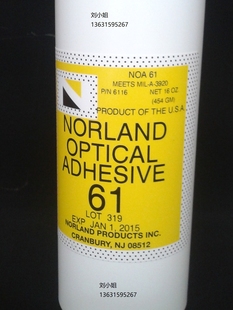 刘小姐
13631595267
NOA 61
MEETS MIL-A-3920
P/N 6116 NET 16 OZ
(454 GM)
PRODUCT OF THE U.S.A.
NORLAND
OPTICAL
ADHESIVE
61
LOT 319
EXP. JAN 1, 2015
NORLAND PRODUCTS INC.
CRANBURY, NJ 08512
刘小姐
13631595267